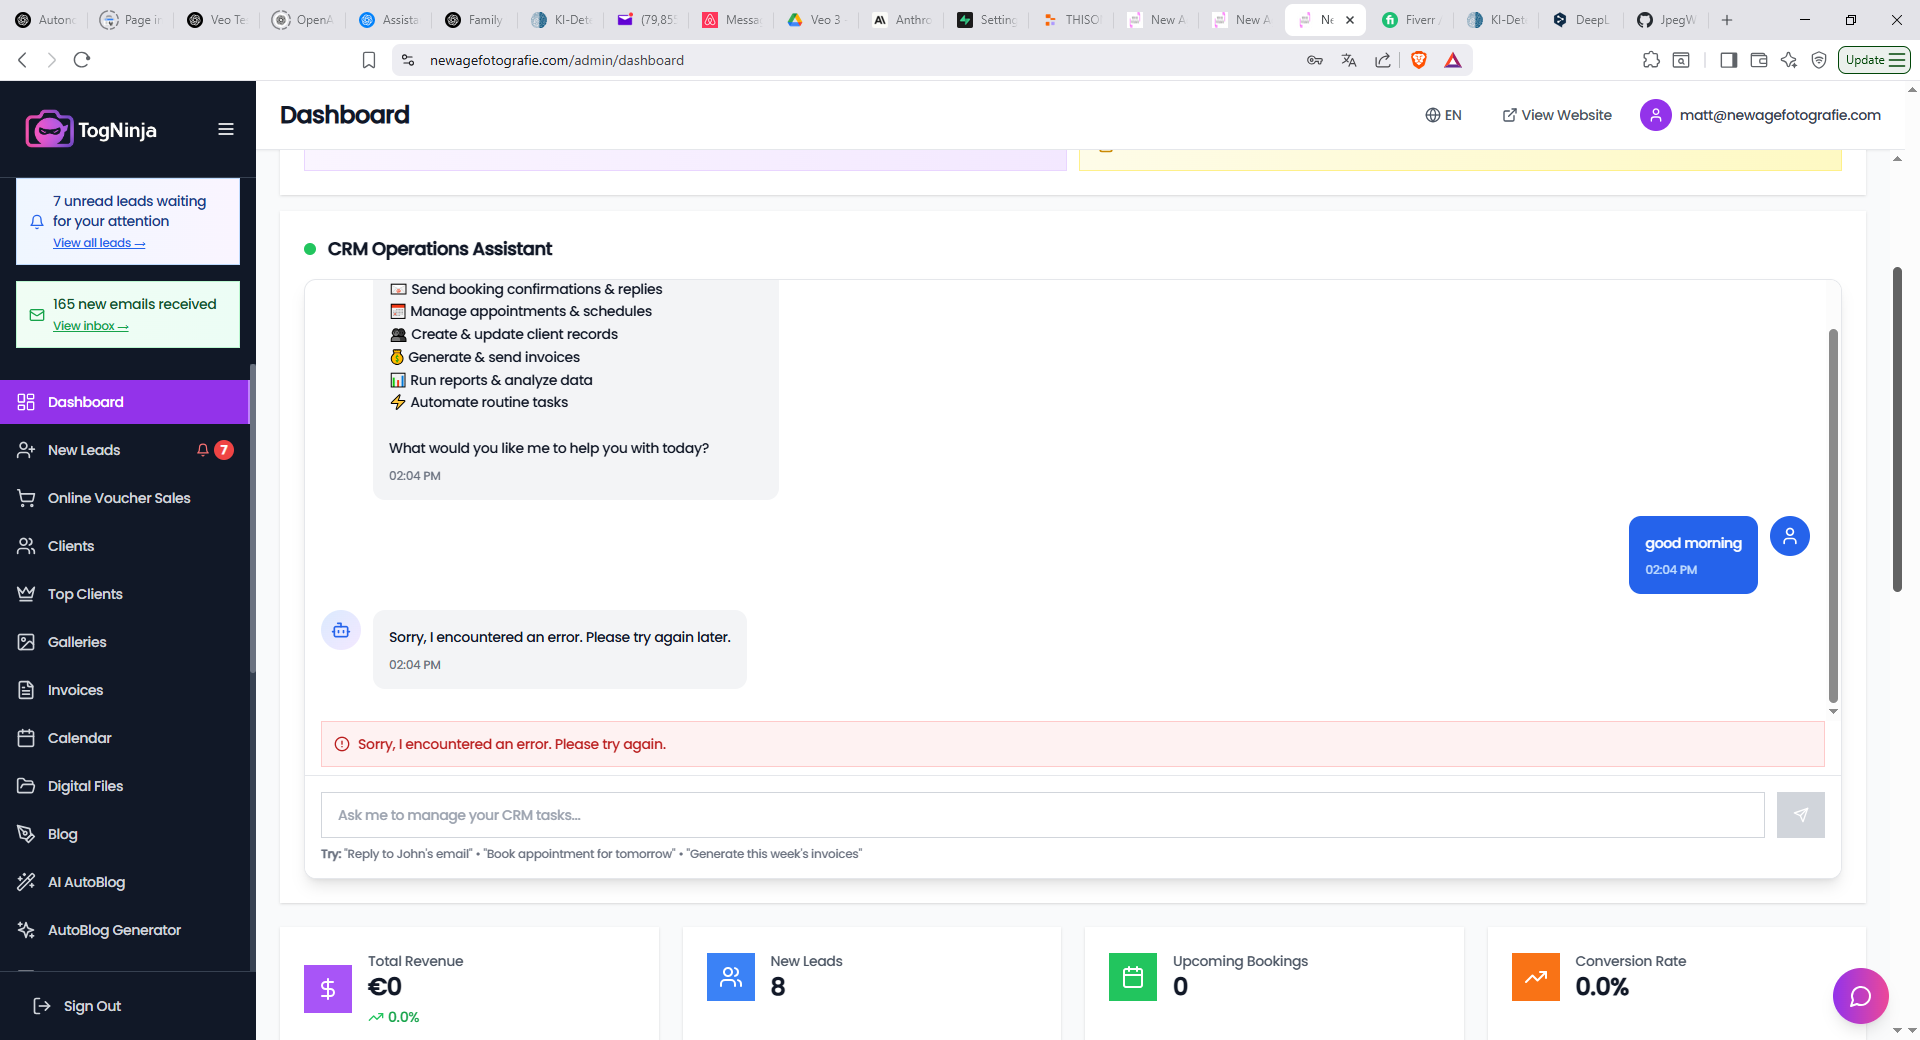 Auton
Page in
Veo Te
OpenA
Assista
Family
KI-Det
(79,855
Messa
Veo 3 -
Anthro
Setting
THISO
New A
New A
Ne
Fiverr
KI-Det
DeepL
JpegW
newagefotografie.com/admin/dashboard
Update
TogNinja
Dashboard
EN
View Website
matt@newagefotografie.com
7 unread leads waiting
for your attention
View all leads →
165 new emails received
View inbox →
Dashboard
New Leads
7
Online Voucher Sales
Clients
Top Clients
Galleries
Invoices
Calendar
Digital Files
Blog
AI AutoBlog
AutoBlog Generator
Sign Out
CRM Operations Assistant
Send booking confirmations & replies
Manage appointments & schedules
Create & update client records
Generate & send invoices
Run reports & analyze data
Automate routine tasks
What would you like me to help you with today?
02:04 PM
good morning
02:04 PM
Sorry, I encountered an error. Please try again later.
02:04 PM
Sorry, I encountered an error. Please try again.
Ask me to manage your CRM tasks...
Try: "Reply to John's email" • "Book appointment for tomorrow" • "Generate this week's invoices"
Total Revenue
€0
0.0%
New Leads
8
Upcoming Bookings
0
Conversion Rate
0.0%